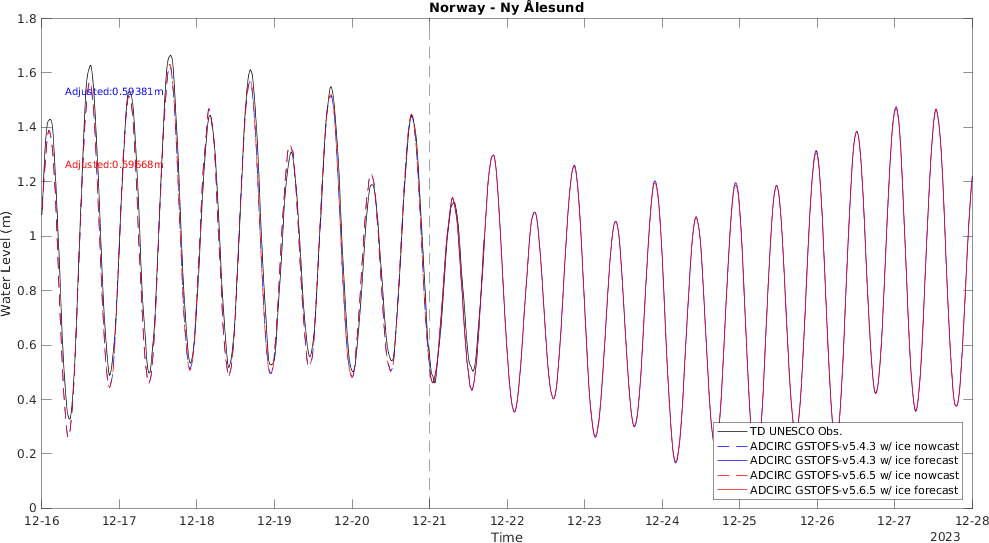 Norway - Ny Ålesund
1.8
1.6
1.4
1.2
1
0.8
0.6
0.4
0.2
0
Water Level (m)
Adjusted:0.59381m
Adjusted:0.59668m
TD UNESCO Obs.
ADCIRC GSTOFS-v5.4.3 w/ ice nowcast
ADCIRC GSTOFS-v5.4.3 w/ ice forecast
ADCIRC GSTOFS-v5.6.5 w/ ice nowcast
ADCIRC GSTOFS-v5.6.5 w/ ice forecast
12-16 12-17 12-18 12-19 12-20 12-21 12-22 12-23 12-24 12-25 12-26 12-27 12-28
Time
2023